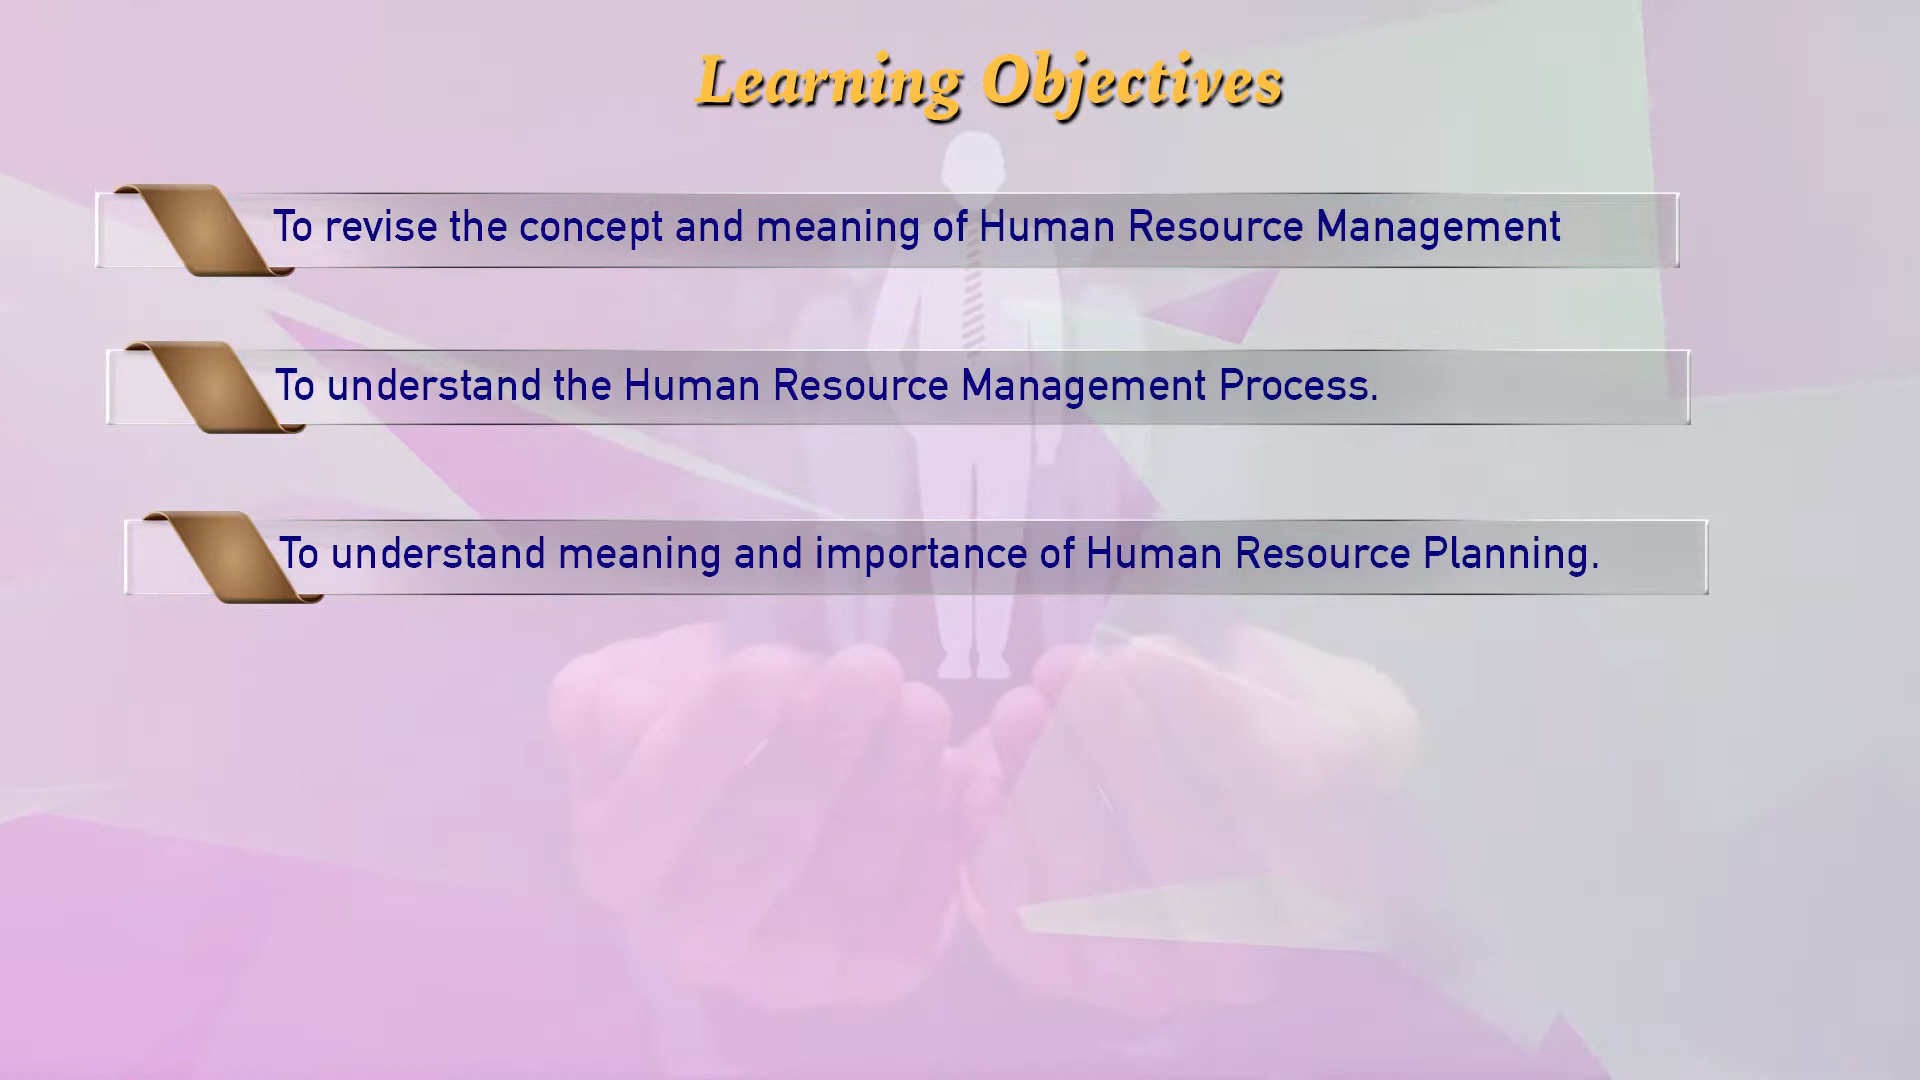 Learning Objectives
To revise the concept and meaning of Human Resource Management
To understand the Human Resource Management Process.
To understand meaning and importance of Human Resource Planning.